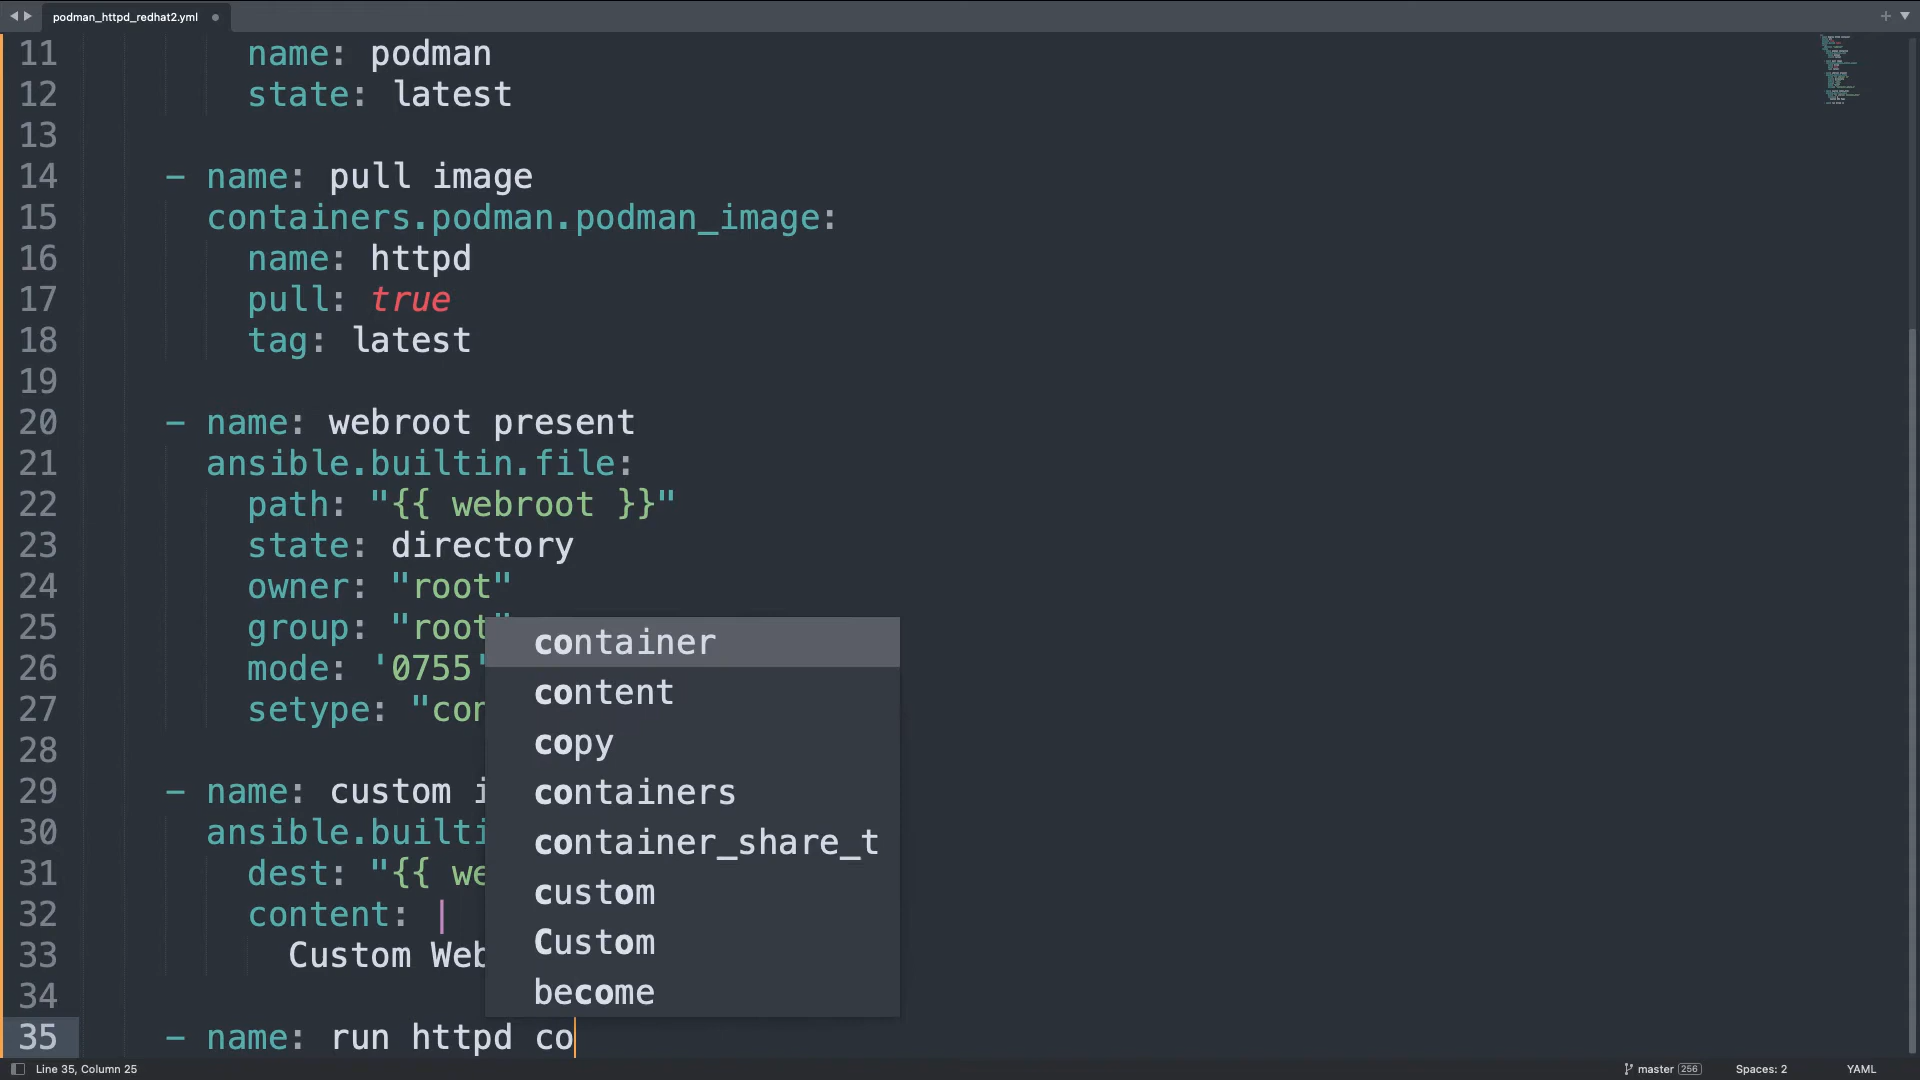 podman_httpd_redhat2.yml
11 name: podman
12 state: latest
13
14 - name: pull image
15 containers.podman.podman_image:
16 name: httpd
17 pull: true
18 tag: latest
19
20 - name: webroot present
21 ansible.builtin.file:
22 path: "{{ webroot }}"
23 state: directory
24 owner: "root"
25 group: "root"
26 mode: '0755'
27 setype: "con
28
29 - name: custom i
30 ansible.builti
31 dest: "{{ we
32 content: |
33 Custom Web
34
35 - name: run httpd co
container
content
copy
containers
container_share_t
custom
Custom
become
Line 35, Column 25
master 256
Spaces: 2
YAML